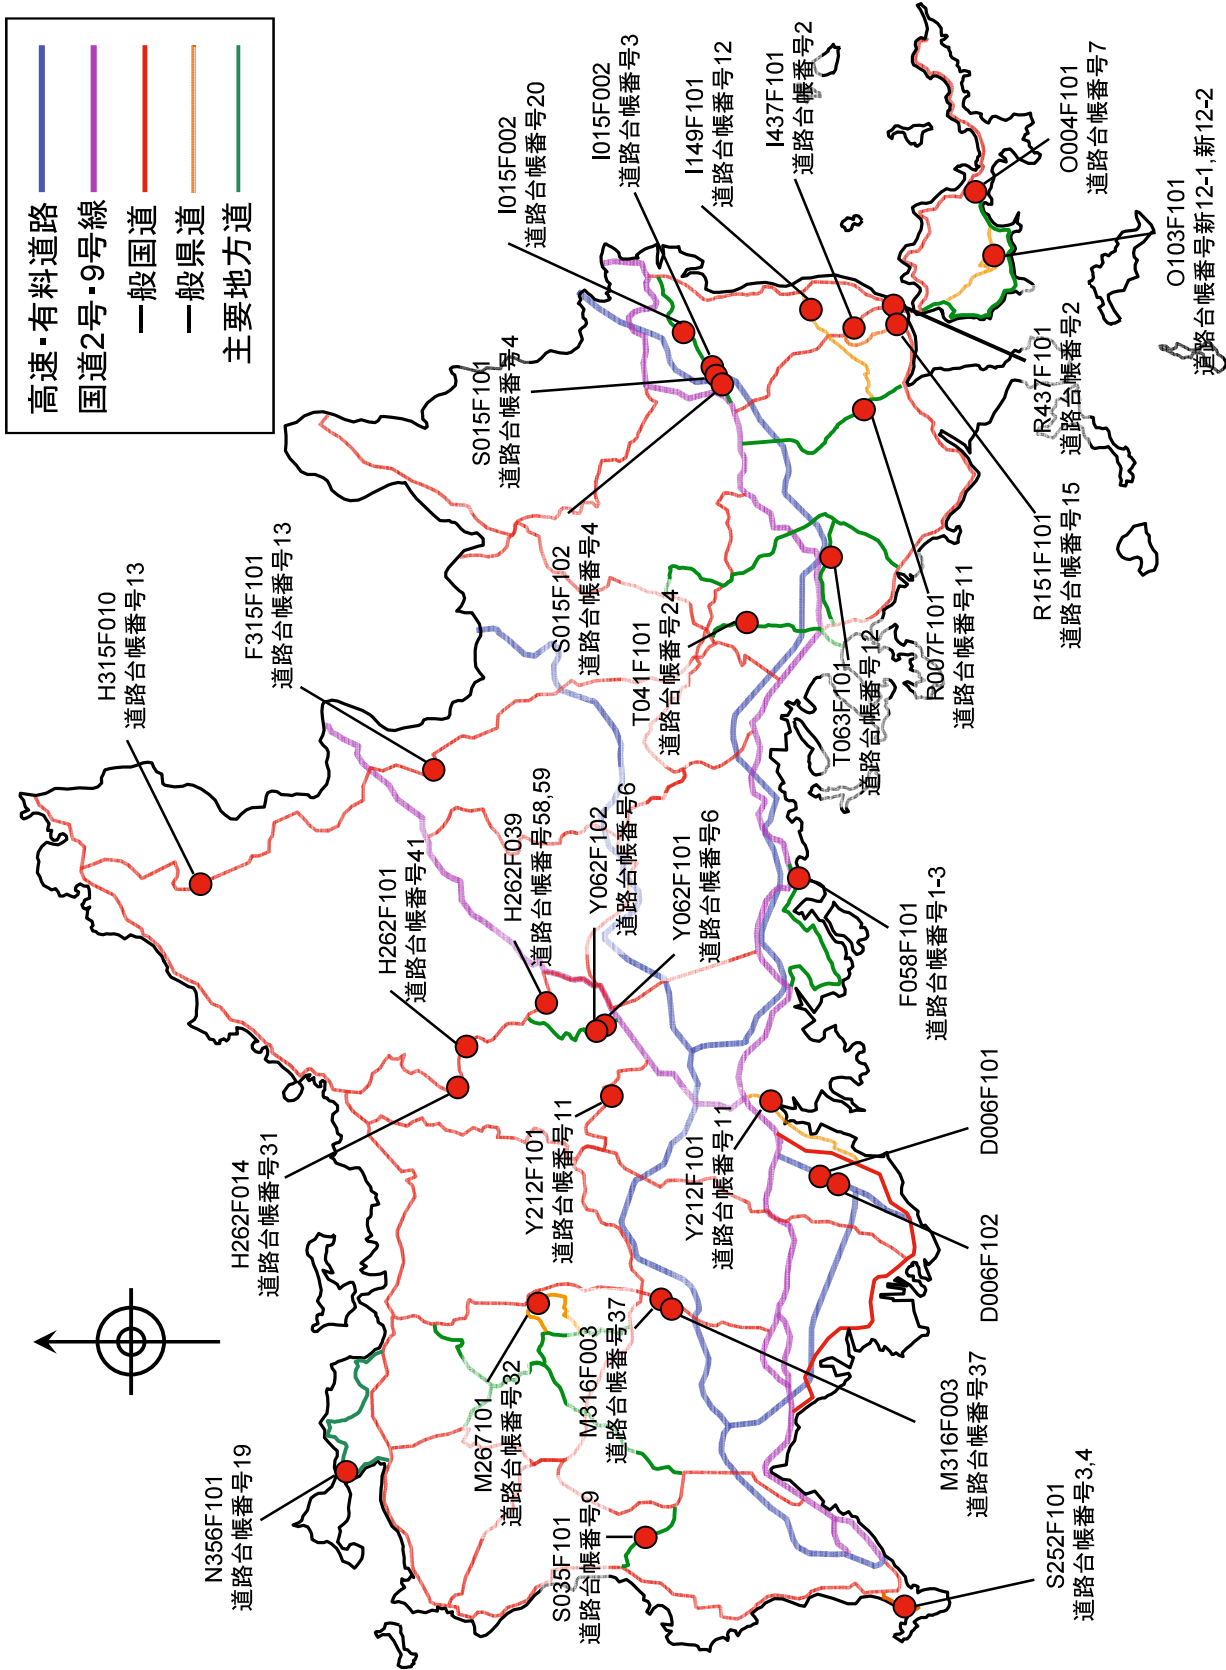 高速・有料道路
国道2号・9号線
一般国道
一般県道
主要地方道
N356F101
道路台帳番号19
H262F014
道路台帳番号31
H262F101
道路台帳番号41
H315F010
道路台帳番号13
F315F101
道路台帳番号13
H262F039
道路台帳番号58,59
Y062F102
道路台帳番号6
Y062F101
道路台帳番号6
S015F101
道路台帳番号4
I015F002
道路台帳番号20
I015F002
道路台帳番号3
I149F101
道路台帳番号12
I437F101
道路台帳番号2
S015F102
道路台帳番号4
T041F101
道路台帳番号24
T063F101
道路台帳番号12
R007F101
道路台帳番号11
R151F101
道路台帳番号15
R437F101
道路台帳番号2
O004F101
道路台帳番号7
O103F101
道路台帳番号新12-1,新12-2
M267101
道路台帳番号32
S035F101
道路台帳番号9
M316F003
道路台帳番号37
Y212F101
道路台帳番号11
Y212F101
道路台帳番号11
F058F101
道路台帳番号1-3
D006F101
D006F102
M316F003
道路台帳番号37
S252F101
道路台帳番号3,4